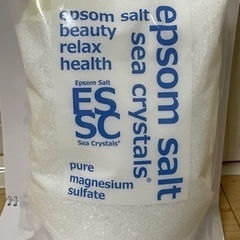 epsom salt
beauty
relax
health
Epsom Salt
ES
SC
Sea Crystals®
pure
magnesium
sulfate
epsom salt
sea crystals®